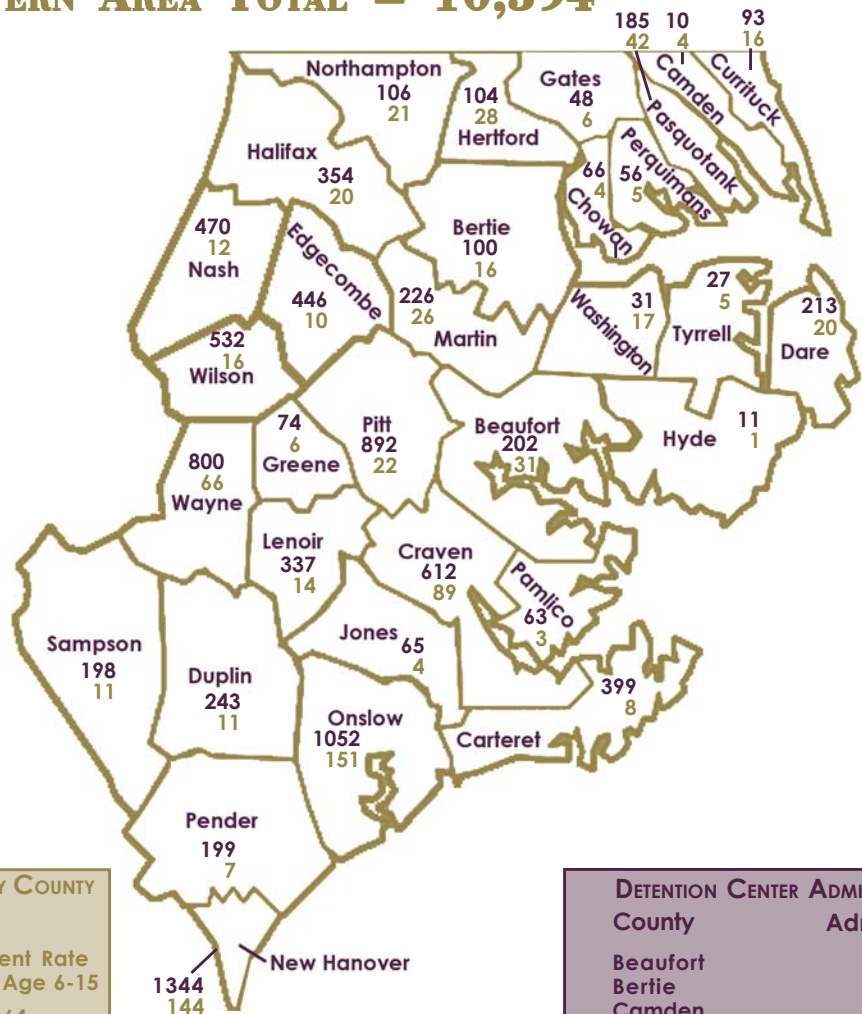 ERN AREA TOTAL = 10,394
185 10 93
42 4 16
Northampton
106
21
104
28
Hertford
Gates
48
6
Camden
Currituck
Pasquotank
Perquimans
56
5
66
4
Chowan
Halifax
354
20
Bertie
100
16
470
12
Nash
Edgecombe
446
10
226
26
Martin
Washington
31
17
27
5
Tyrrell
213
20
Dare
532
16
Wilson
74
6
Greene
Pitt
892
22
Beaufort
202
31
Hyde
11
1
800
66
Wayne
Lenoir
337
14
Craven
612
89
Pamlico
63
3
Jones
65
4
Sampson
198
11
Duplin
243
11
Onslow
1052
151
399
8
Carteret
Pender
199
7
New Hanover
1344
144
Y COUNTY
ent Rate
Age 6-15
DETENTION CENTER ADMI
County Adm
Beaufort
Bertie
Camden